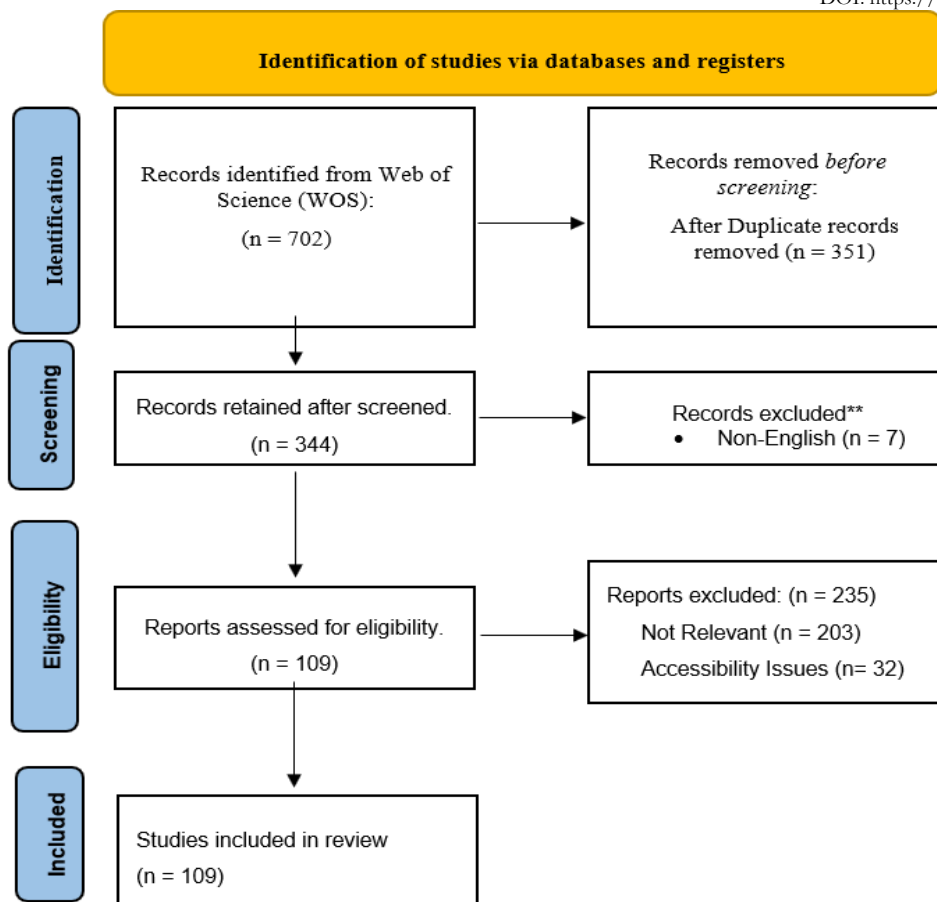 DOI: https://7
Identification of studies via databases and registers
Identification
Records identified from Web of
Science (WOS):
(n = 702)
Records removed before
screening:
After Duplicate records
removed (n = 351)
Screening
Records retained after screened.
(n = 344)
Records excluded**
• Non-English (n = 7)
Eligibility
Reports assessed for eligibility.
(n = 109)
Reports excluded: (n = 235)
Not Relevant (n = 203)
Accessibility Issues (n= 32)
Included
Studies included in review
(n = 109)